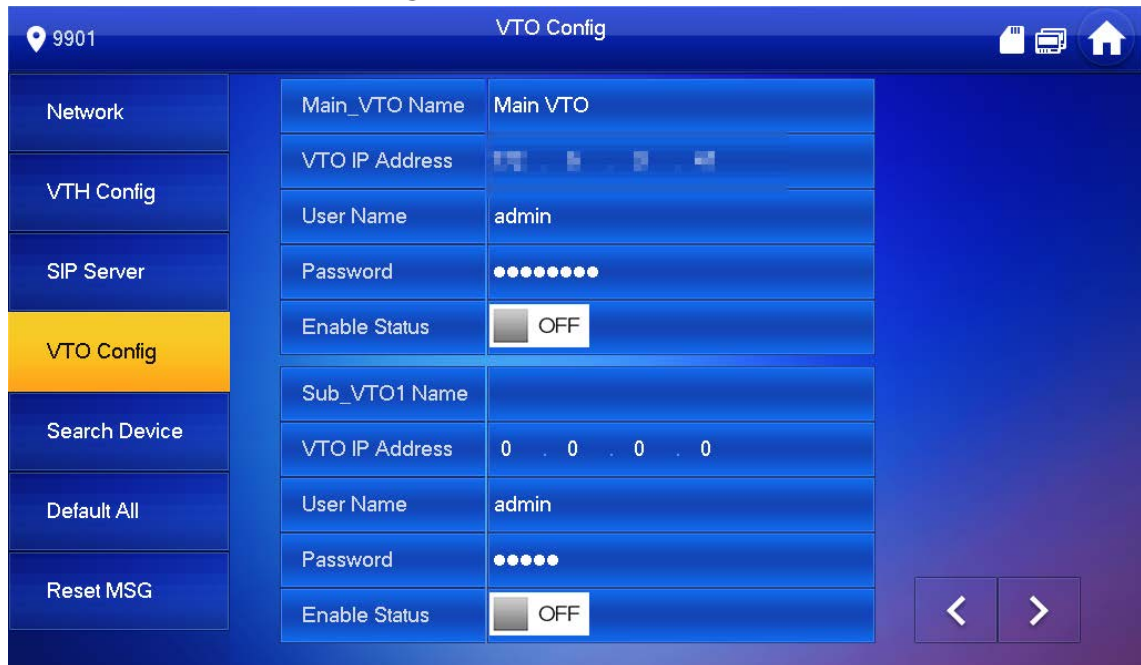 9901
VTO Config
Network
VTH Config
SIP Server
VTO Config
Search Device
Default All
Reset MSG
Main_VTO Name Main VTO
VTO IP Address
User Name admin
Password ●●●●●●●●
Enable Status OFF
Sub_VTO1 Name
VTO IP Address 0 . 0 . 0 . 0
User Name admin
Password ●●●●●
Enable Status OFF